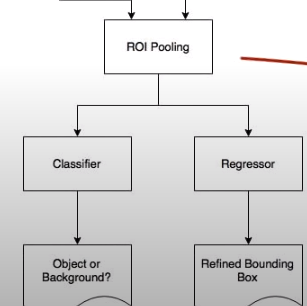 ROI Pooling
Classifier
Regressor
Object or
Background?
Refined Bounding
Box